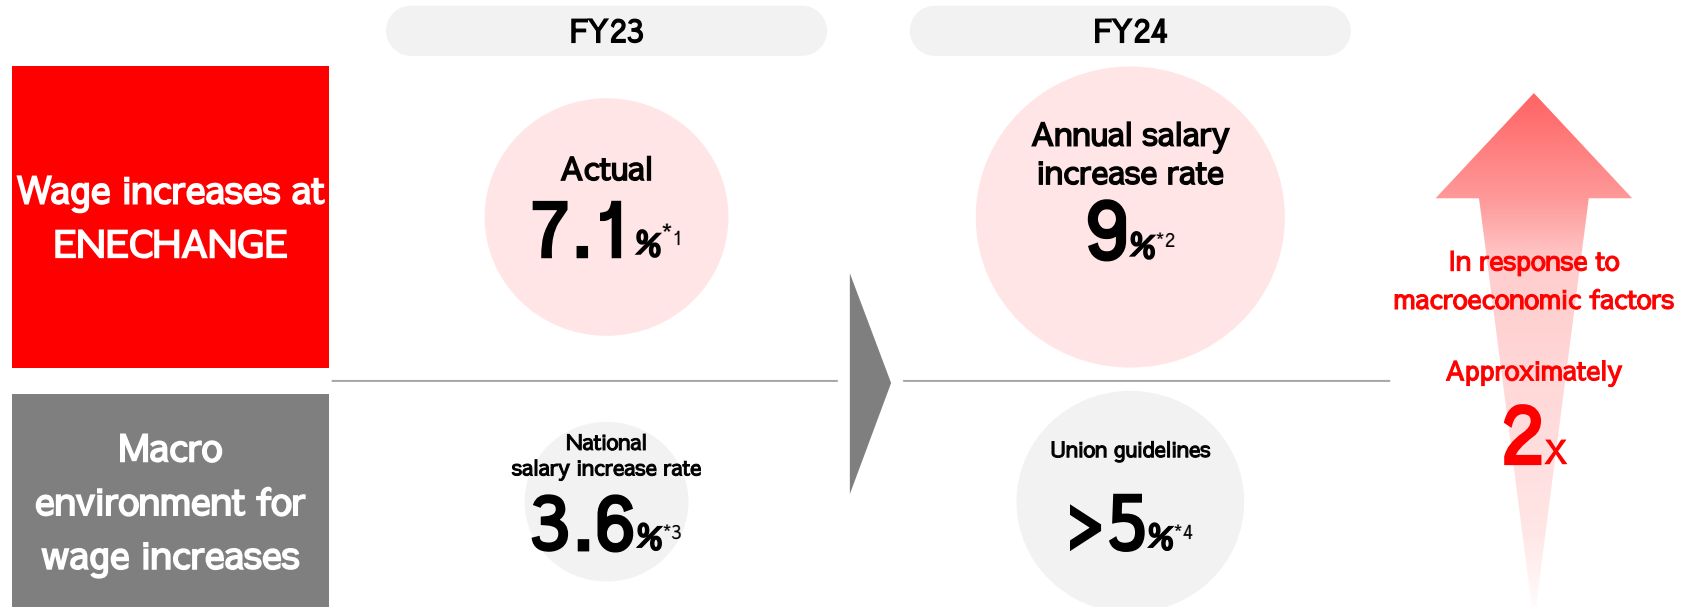 FY23
FY24
Wage increases at
ENECHANGE
Actual
7.1%*1
Annual salary
increase rate
9%*2
In response to
macroeconomic factors
Approximately
2x
Macro
environment for
wage increases
National
salary increase rate
3.6%*3
Union guidelines
>5%*4